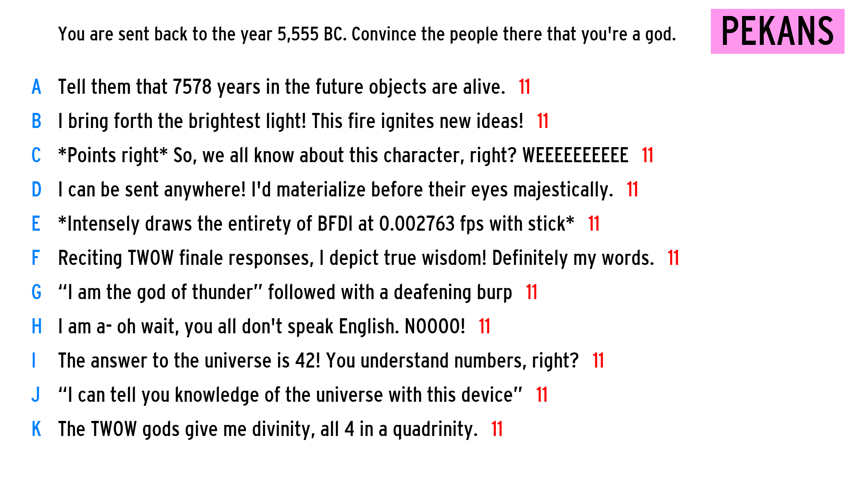 You are sent back to the year 5,555 BC. Convince the people there that you're a god.
PEKANS
A Tell them that 7578 years in the future objects are alive. 11
B I bring forth the brightest light! This fire ignites new ideas! 11
C *Points right* So, we all know about this character, right? WEEEEEEEEEE 11
D I can be sent anywhere! I'd materialize before their eyes majestically. 11
E *Intensely draws the entirety of BFDI at 0.002763 fps with stick* 11
F Reciting TWOW finale responses, I depict true wisdom! Definitely my words. 11
G “I am the god of thunder” followed with a deafening burp 11
H I am a- oh wait, you all don't speak English. NOOOO! 11
I The answer to the universe is 42! You understand numbers, right? 11
J “I can tell you knowledge of the universe with this device” 11
K The TWOW gods give me divinity, all 4 in a quadrinity. 11